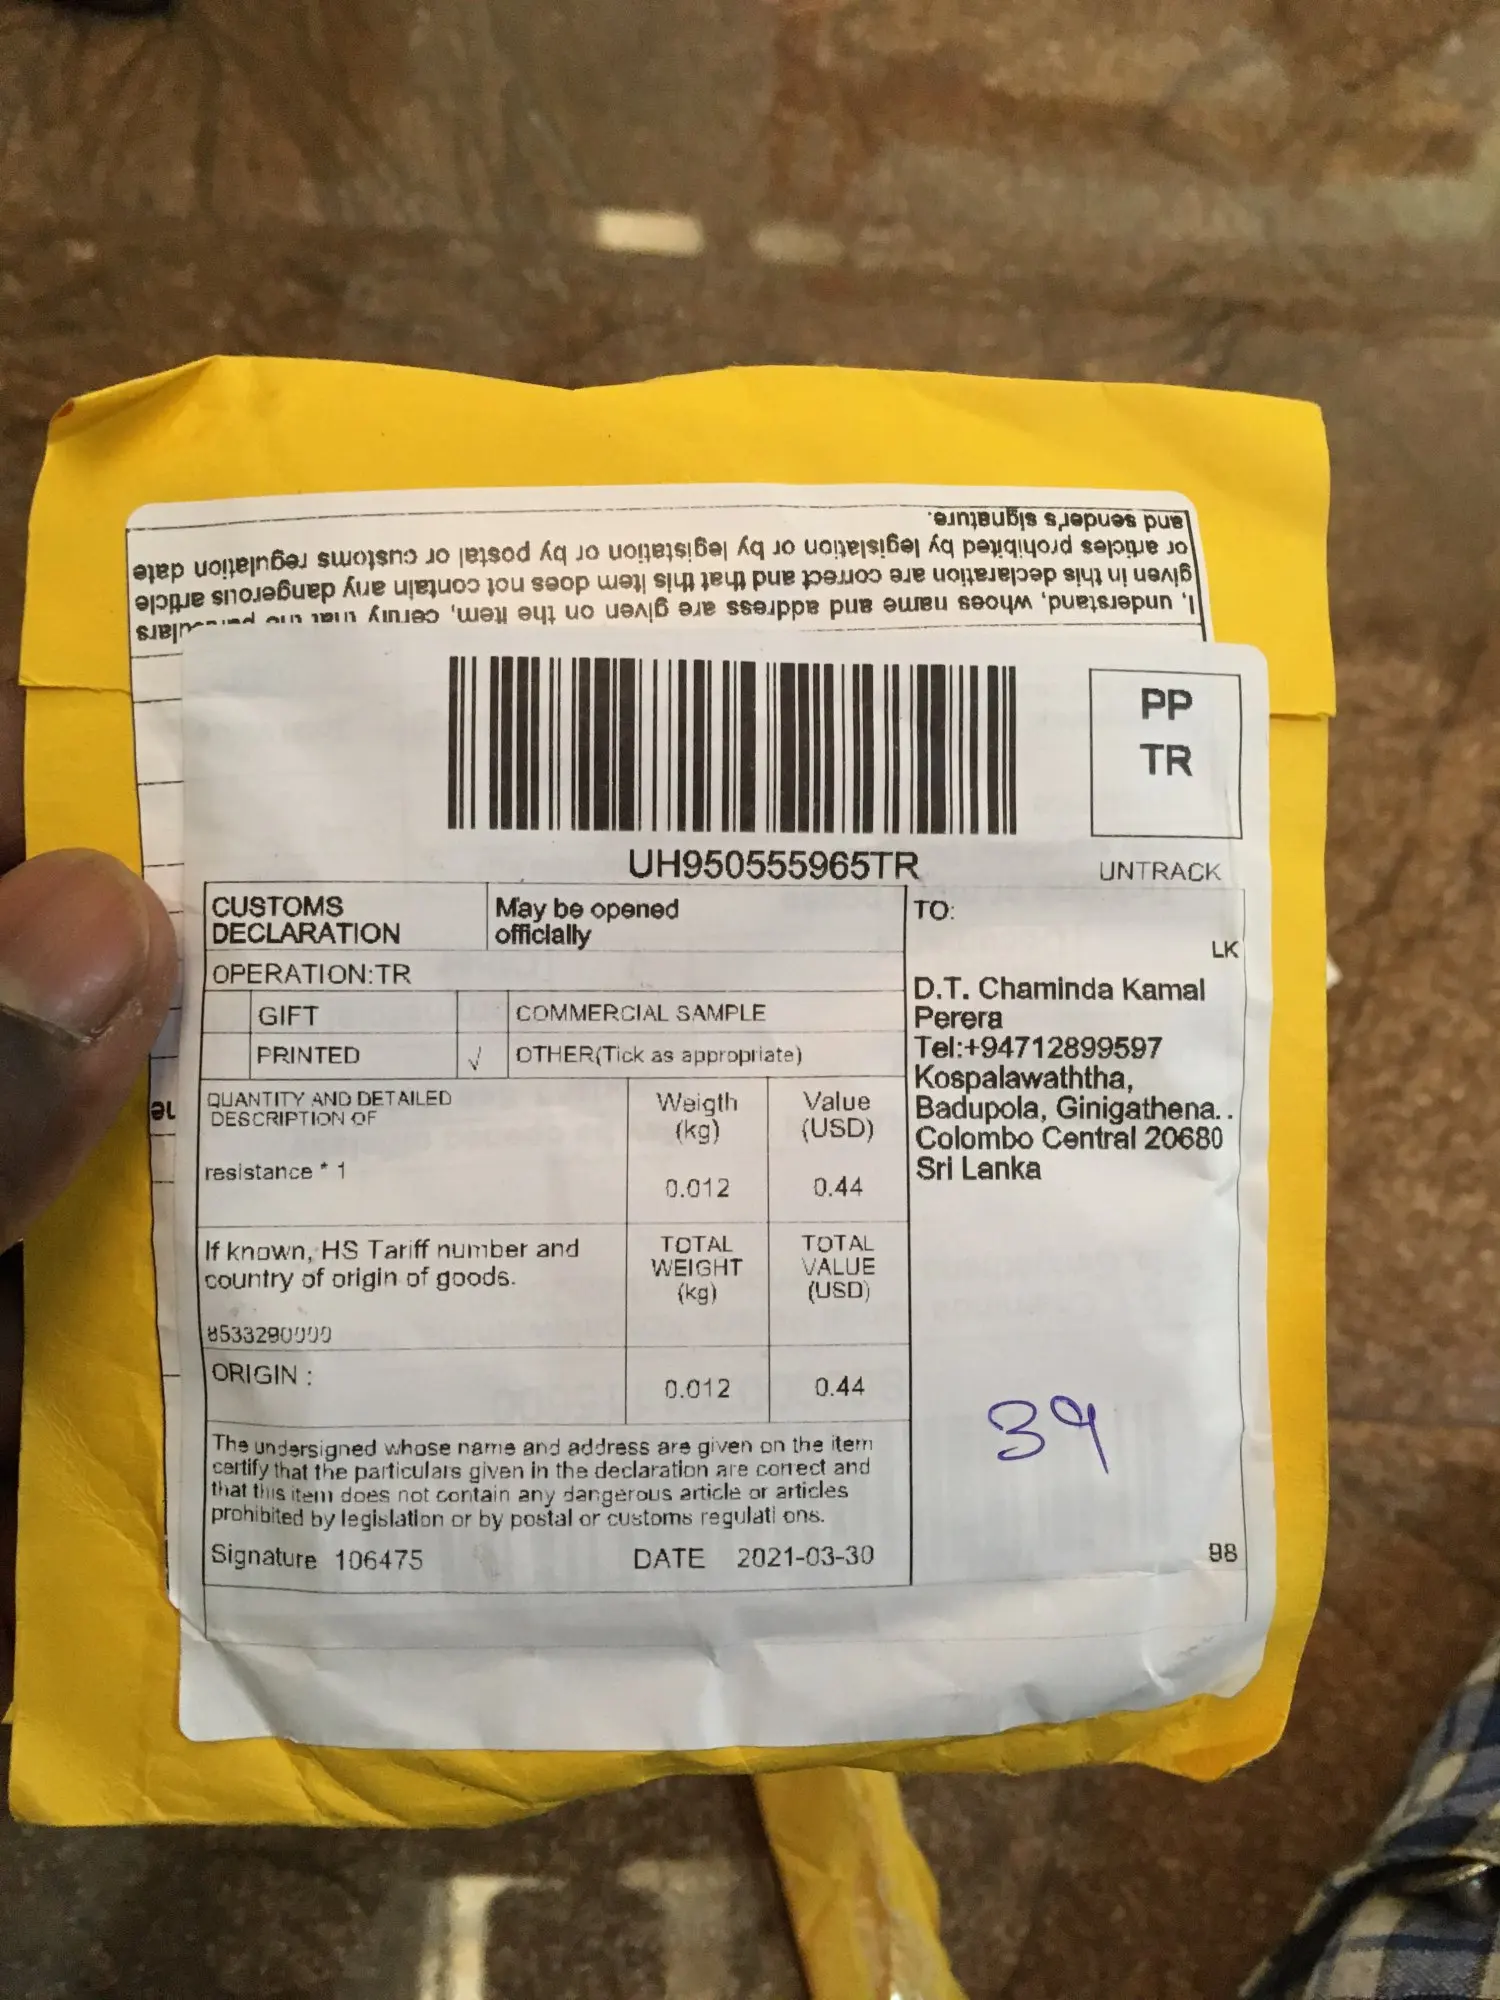 and sender's signature.
or articles prohibited by legislation or by legistation or by postal or customs regulation date
given in this declaration are correct and that this item does not contain any dangerous article
I, understand, whoes name and address are given on the item, certify that the particulars
PP
TR
UH950555965TR
UNTRACK
CUSTOMS
DECLARATION
May be opened
officially
OPERATION:TR
GIFT
COMMERCIAL SAMPLE
PRINTED
√
OTHER(Tick as appropriate)
QUANTITY AND DETAILED
DESCRIPTION OF
Weigth
(kg)
Value
(USD)
resistance * 1
0.012
0.44
If known, HS Tariff number and
country of origin of goods.
TOTAL
WEIGHT
(kg)
TOTAL
VALUE
(USD)
8533290000
ORIGIN :
0.012
0.44
The undersigned whose name and address are given on the item
certify that the particulars given in the declaration are correct and
that this item does not contain any dangerous article or articles
prohibited by legislation or by postal or customs regulati ons.
Signature 106475
DATE 2021-03-30
TO:
LK
D.T. Chaminda Kamal
Perera
Tel:+94712899597
Kospalawaththa,
Badupola, Ginigathena..
Colombo Central 20680
Sri Lanka
39
98